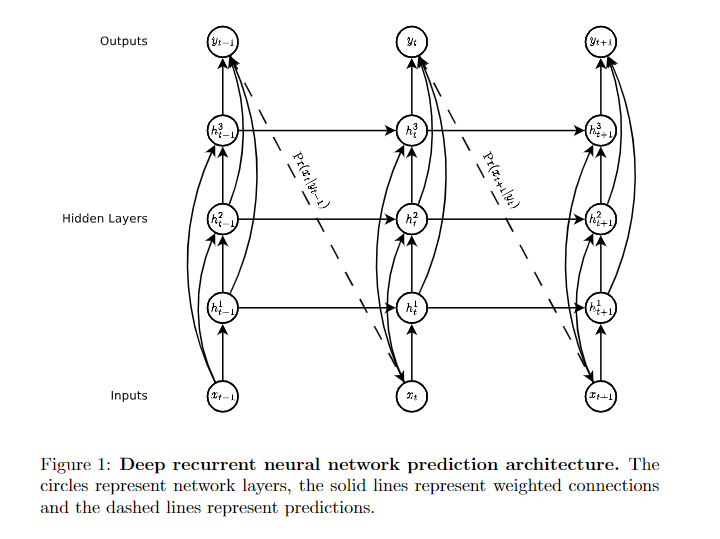 Outputs
y_{t−1} y_t y_{t+1}
h^3_{t−1} h^3_t h^3_{t+1}
Pr(x_t|y_{t−1}) Pr(x_{t+1}|y_t)
Hidden Layers
h^2_{t−1} h^2_t h^2_{t+1}
h^1_{t−1} h^1_t h^1_{t+1}
Inputs
x_{t−1} x_t x_{t+1}
Figure 1: Deep recurrent neural network prediction architecture. The
circles represent network layers, the solid lines represent weighted connections
and the dashed lines represent predictions.